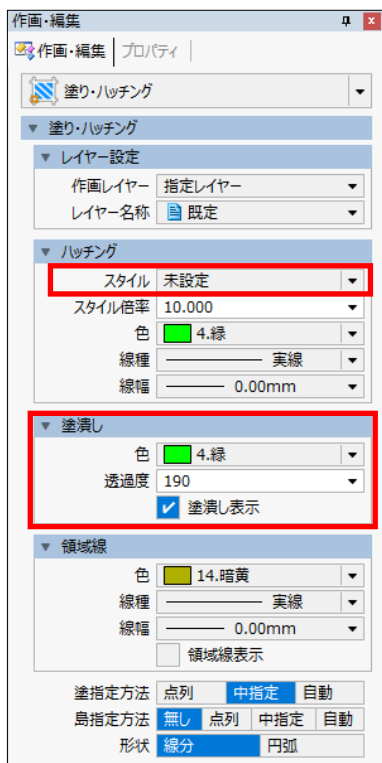 作画・編集
作画・編集 プロパティ
塗り・ハッチング
塗り・ハッチング
レイヤー設定
作画レイヤー 指定レイヤー
レイヤー名称 既定
ハッチング
スタイル 未設定
スタイル倍率 10.000
色 4.緑
線種 実線
線幅 0.00mm
塗潰し
色 4.緑
透過度 190
塗潰し表示
領域線
色 14.暗黄
線種 実線
線幅 0.00mm
領域線表示
塗指定方法 点列 中指定 自動
島指定方法 無し 点列 中指定 自動
形状 線分 円弧